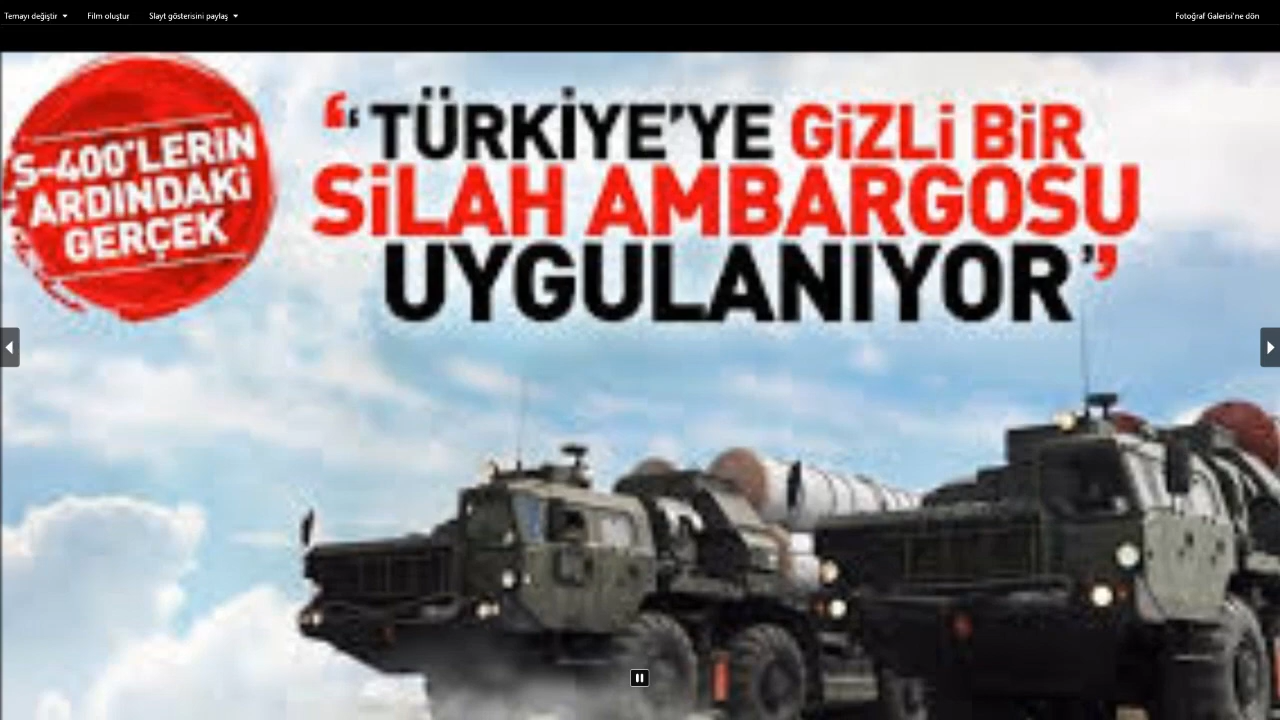 Temayı değiştir
Film oluştur
Slayt gösterisini paylaş
Fotoğraf Galerisi'ne dön
S-400'LERİN
ARDINDAKİ
GERÇEK
“TÜRKİYE'YE GİZLİ BİR
SİLAH AMBARGOSU
UYGULANIYOR”